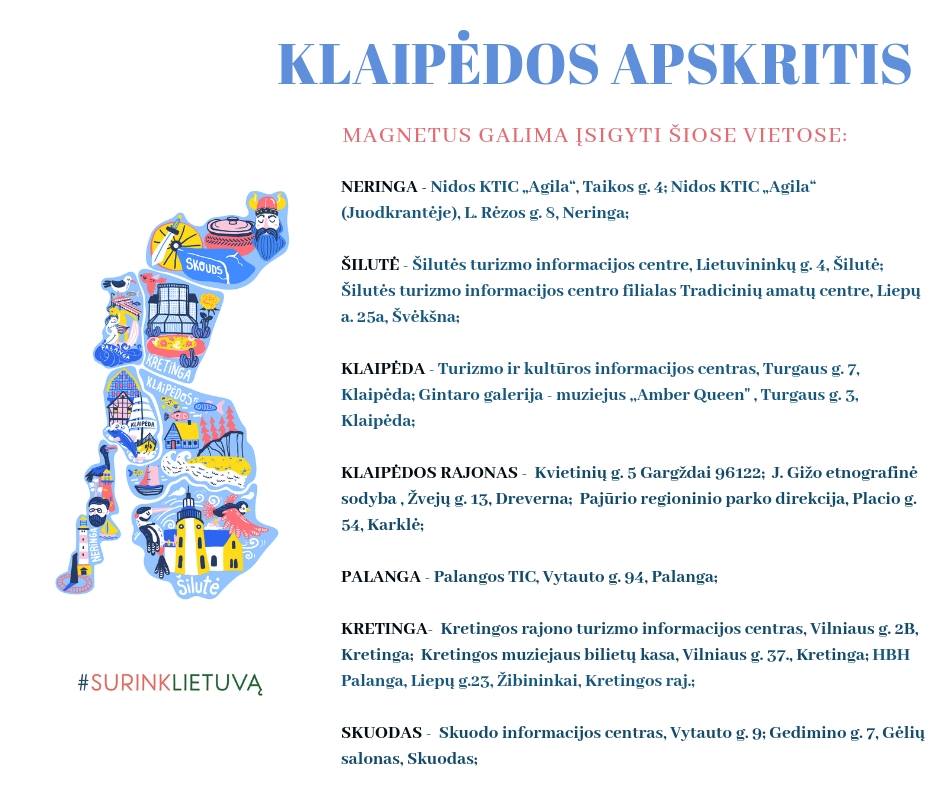 KLAIPĖDOS APSKRITIS
MAGNETUS GALIMA ĮSIGYTI ŠIOSE VIETOSE:
NERINGA - Nidos KTIC „Agila“, Taikos g. 4; Nidos KTIC „Agila“
(Juodkrantėje), L. Rėzos g. 8, Neringa;
ŠILUTĖ - Šilutės turizmo informacijos centre, Lietuvininkų g. 4, Šilutė;
Šilutės turizmo informacijos centro filialas Tradicinių amatų centre, Liepų
a. 25a, Švėkšna;
KLAIPĖDA - Turizmo ir kultūros informacijos centras, Turgaus g. 7,
Klaipėda; Gintaro galerija - muziejus „Amber Queen" , Turgaus g. 3,
Klaipėda;
KLAIPĖDOS RAJONAS - Kvietinių g. 5 Gargždai 96122; J. Gižo etnografinė
sodyba , Žvejų g. 13, Dreverna; Pajūrio regioninio parko direkcija, Placio g.
54, Karklė;
PALANGA - Palangos TIC, Vytauto g. 94, Palanga;
KRETINGA- Kretingos rajono turizmo informacijos centras, Vilniaus g. 2B,
Kretinga; Kretingos muziejaus bilietų kasa, Vilniaus g. 37., Kretinga; HBH
Palanga, Liepų g.23, Žibininkai, Kretingos raj.;
SKUODAS - Skuodo informacijos centras, Vytauto g. 9; Gedimino g. 7, Gėlių
salonas, Skuodas;
SKOUDS
PALANGA
KRETINGA
KLAIPĖDOS
KLAIPĖDA
NERINGA
Šilutė
#SURINKLIETUVĄ